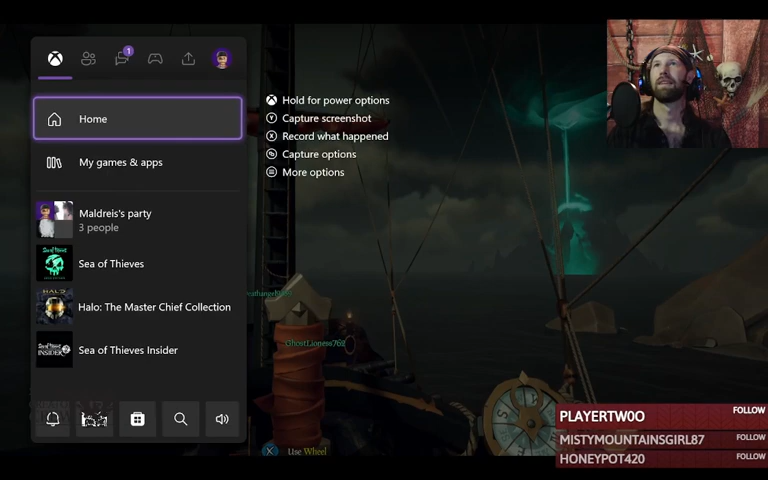 1
Home
My games & apps
Maldreis's party
3 people
Sea of Thieves
Halo: The Master Chief Collection
Sea of Thieves Insider
Hold for power options
Capture screenshot
Record what happened
Capture options
More options
GhostLioness762
X Use Wheel
PLAYERTW0O FOLLOW
MISTYMOUNTAINSGIRL87 FOLLOW
HONEYPOT420 FOLLOW